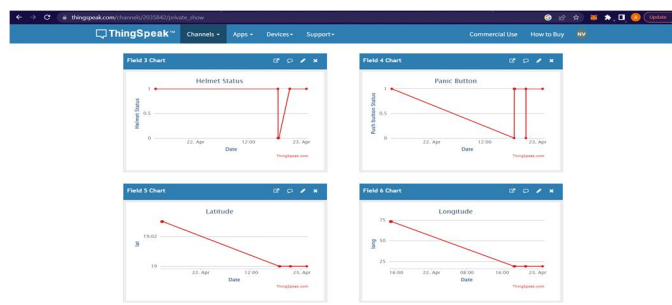 thingspeak.com/channels/2935842/private_show
Update
ThingSpeak™ Channels Apps Devices Support Commercial Use How to Buy NV
Field 3 Chart
Helmet Status
Helmet Status
1
0.5
0
22. Apr 12:00 23. Apr
Date
ThingSpeak.com
Field 4 Chart
Panic Button
Push button Status
1
0.5
0
22. Apr 12:00 23. Apr
Date
ThingSpeak.com
Field 5 Chart
Latitude
lat
19.02
19
22. Apr 12:00 23. Apr
Date
ThingSpeak.com
Field 6 Chart
Longitude
long
75
50
25
16:00 22. Apr 08:00 16:00 23. Apr
Date
ThingSpeak.com